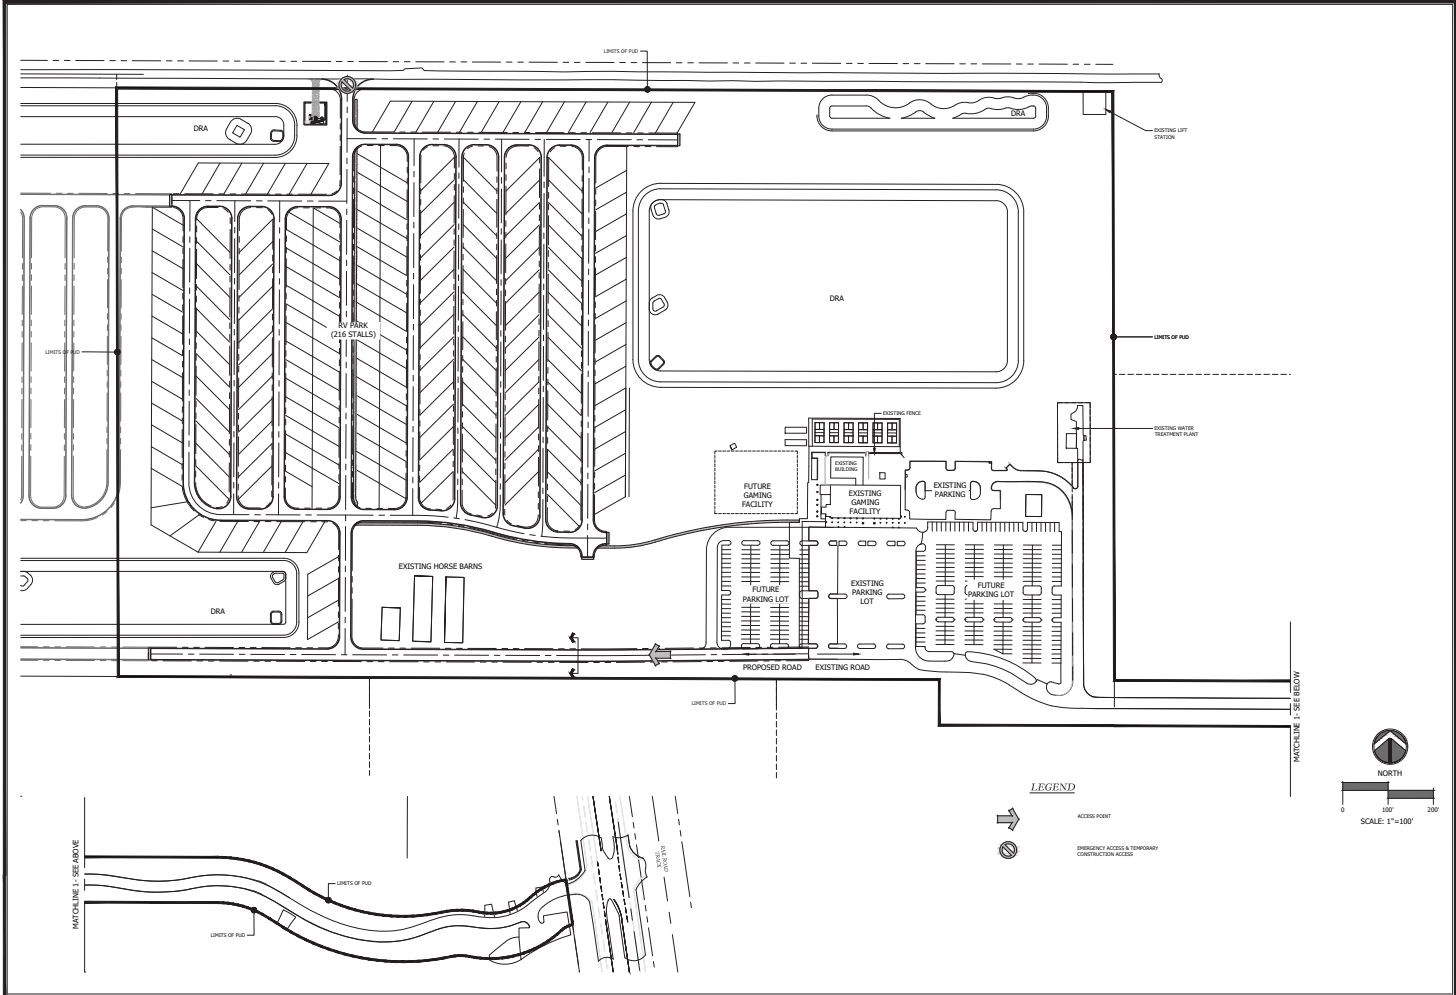 LIMITS OF PUD
DRA
DRA
EXISTING LIFT
STATION
RV PARK
(216 STALLS)
DRA
LIMITS OF PUD
LIMITS OF PUD
EXISTING FENCE
EXISTING WATER
TREATMENT PLANT
EXISTING
BUILDING
FUTURE
GAMING
FACILITY
EXISTING
GAMING
FACILITY
EXISTING
PARKING
EXISTING HORSE BARNS
FUTURE
PARKING LOT
EXISTING
PARKING
LOT
FUTURE
PARKING LOT
DRA
PROPOSED ROAD
EXISTING ROAD
LIMITS OF PUD
MATCHLINE 1- SEE BELOW
NORTH
0 100' 200'
SCALE: 1"=100'
LEGEND
ACCESS POINT
EMERGENCY ACCESS & TEMPORARY
CONSTRUCTION ACCESS
MATCHLINE 1- SEE ABOVE
LIMITS OF PUD
LIMITS OF PUD
RAIL ROAD
TRACK